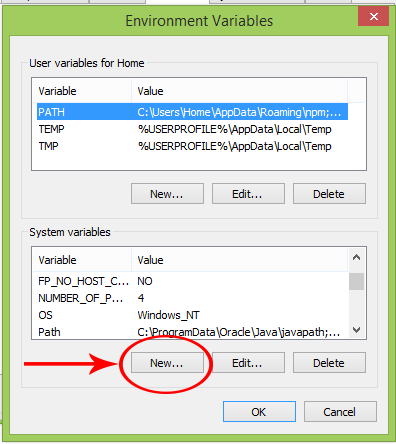 Environment Variables
User variables for Home
Variable Value
PATH C:\Users\Home\AppData\Roaming\npm;...
TEMP %USERPROFILE%\AppData\Local\Temp
TMP %USERPROFILE%\AppData\Local\Temp
New... Edit... Delete
System variables
Variable Value
FP_NO_HOST_C... NO
NUMBER_OF_P... 4
OS Windows_NT
Path C:\ProgramData\Oracle\Java\javapath;...
New... Edit... Delete
OK Cancel